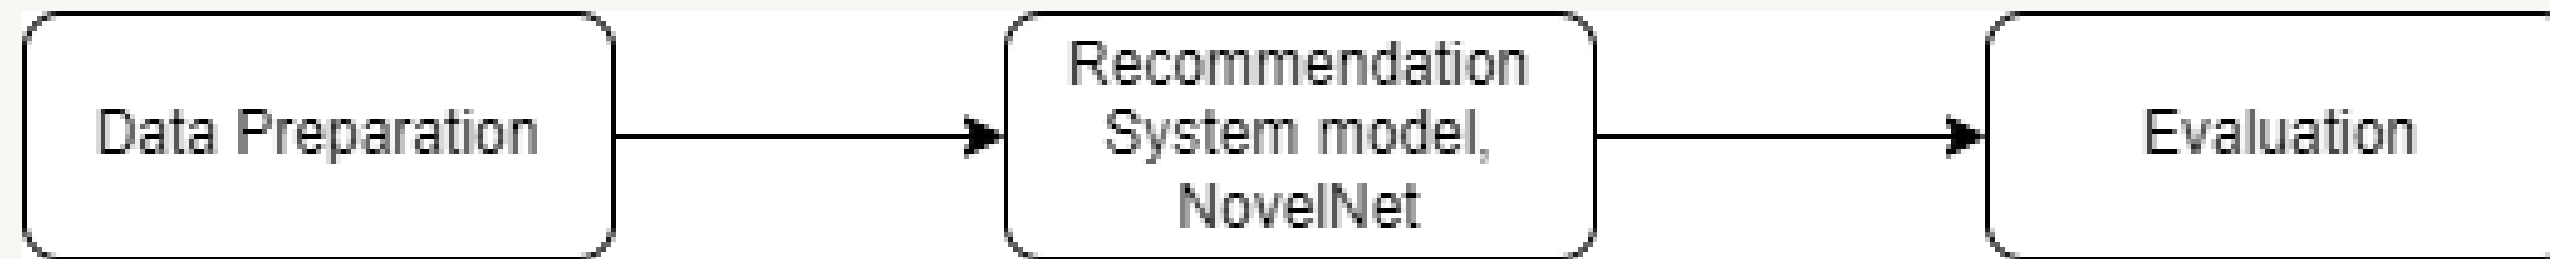 Data Preparation
Recommendation
System model,
NovelNet
Evaluation